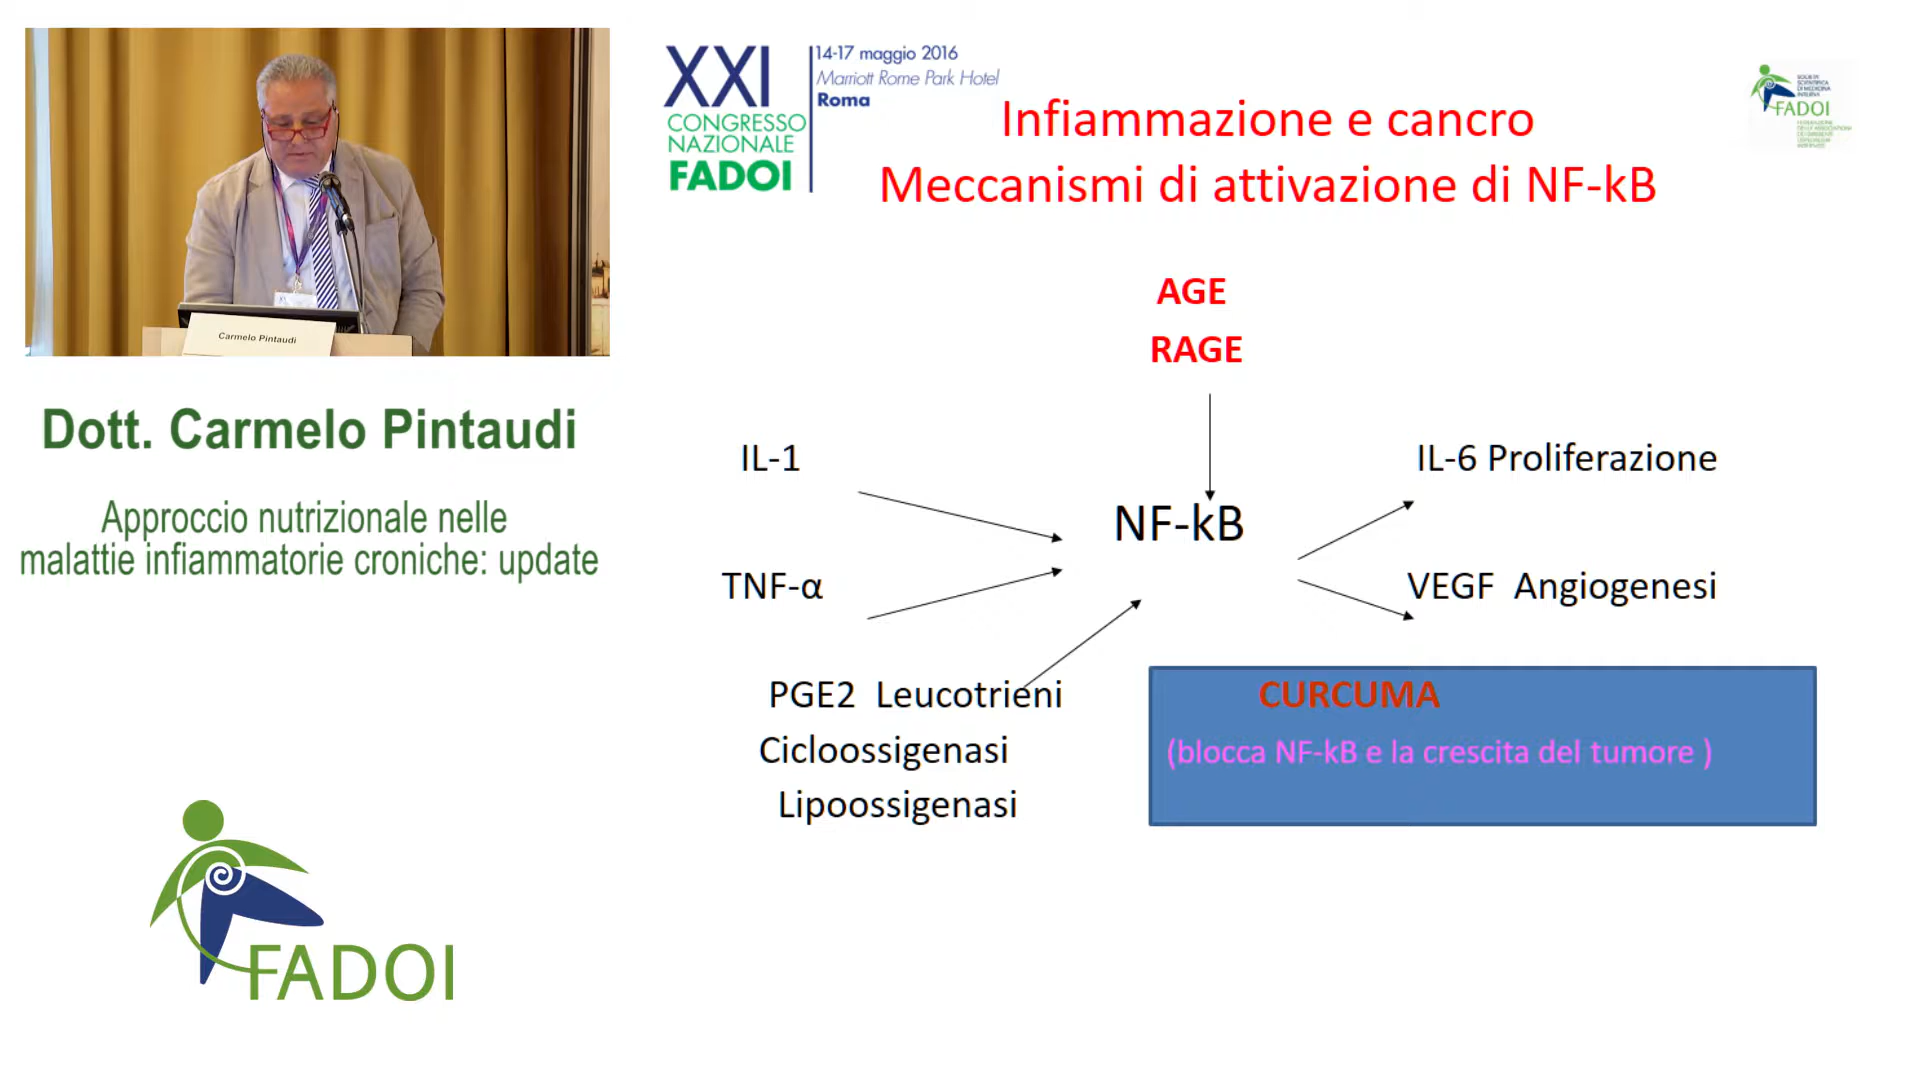 Carmelo Pintaudi
Dott. Carmelo Pintaudi
Approccio nutrizionale nelle
malattie infiammatorie croniche: update
FADOI
XXI
CONGRESSO
NAZIONALE
FADOI
14-17 maggio 2016
Marriott Rome Park Hotel
Roma
Infiammazione e cancro
Meccanismi di attivazione di NF-kB
FADOI
AGE
RAGE
IL-1
NF-kB
IL-6 Proliferazione
TNF-α
VEGF Angiogenesi
PGE2 Leucotrieni
Cicloossigenasi
Lipoossigenasi
CURCUMA
(blocca NF-kB e la crescita del tumore )